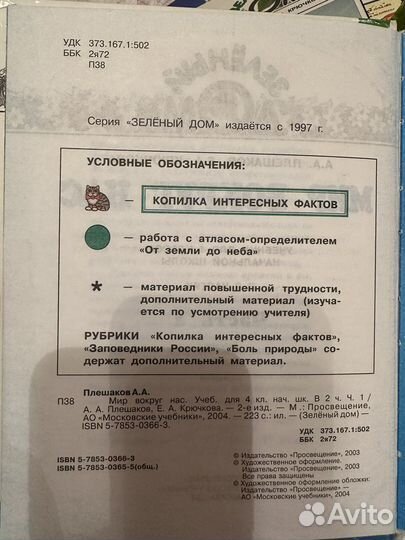 УДК 373.167.1:502
ББК 2я72
П38
Серия «ЗЕЛЁНЫЙ ДОМ» издаётся с 1997 г.
УСЛОВНЫЕ ОБОЗНАЧЕНИЯ:
— КОПИЛКА ИНТЕРЕСНЫХ ФАКТОВ
— работа с атласом-определителем
«От земли до неба»
* — материал повышенной трудности,
дополнительный материал (изуча-
ется по усмотрению учителя)
РУБРИКИ «Копилка интересных фактов»,
«Заповедники России», «Боль природы» со-
держат дополнительный материал.
Плешаков А.А.
П38 Мир вокруг нас. Учеб. для 4 кл. нач. шк. В 2 ч. Ч. 1 /
А. А. Плешаков, Е. А. Крючкова. — 2-е изд. — М.: Просвещение,
АО «Московские учебники», 2004. — 223 с.: ил. — (Зелёный дом). —
ISBN 5-7853-0366-3.
УДК 373.167.1:502
ББК 2я72
ISBN 5-7853-0366-3
ISBN 5-7853-0365-5(общ.)
© Издательство «Просвещение», 2003
© Художественное оформление.
Издательство «Просвещение», 2003
Все права защищены
© Художественное оформление обложки:
Издательство «Просвещение» —
АО «Московские учебники», 2004
Avito